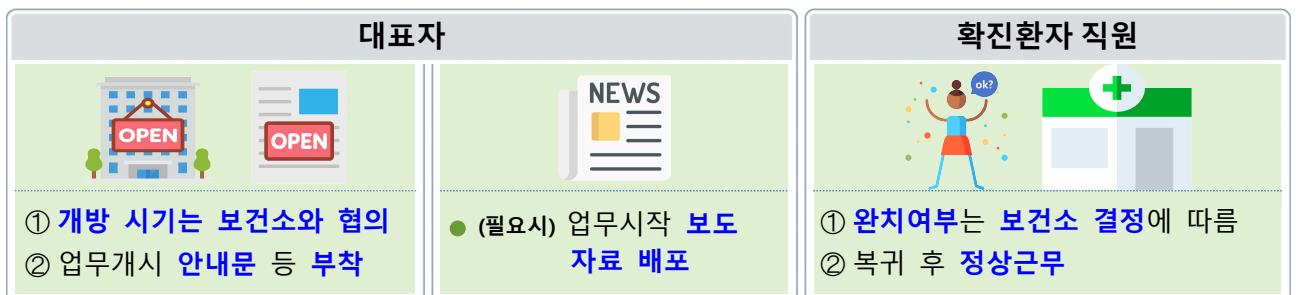 대표자
OPEN
OPEN
① 개방 시기는 보건소와 협의
② 업무개시 안내문 등 부착
NEWS
● (필요시) 업무시작 보도
자료 배포
확진환자 직원
ok?
① 완치여부는 보건소 결정에 따름
② 복귀 후 정상근무